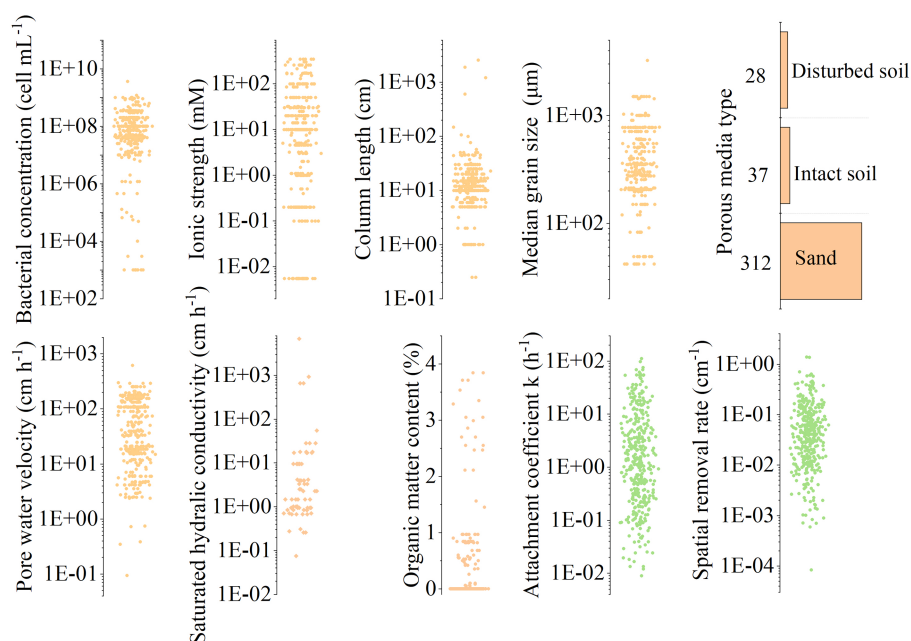 Bacterial concentration (cell mL⁻¹)
1E+10
1E+08
1E+06
1E+04
1E+02
Ionic strength (mM)
1E+02
1E+01
1E+00
1E-01
1E-02
Column length (cm)
1E+03
1E+02
1E+01
1E+00
1E-01
Median grain size (μm)
1E+03
1E+02
Porous media type
28
Disturbed soil
37
Intact soil
312
Sand
Pore water velocity (cm h⁻¹)
1E+03
1E+02
1E+01
1E+00
1E-01
Saturated hydralic conductivity (cm h⁻¹)
1E+03
1E+02
1E+01
1E+00
1E-01
1E-02
Organic matter content (%)
4
3
2
1
0
Attachment coefficient k (h⁻¹)
1E+02
1E+01
1E+00
1E-01
1E-02
Spatial removal rate (cm⁻¹)
1E+00
1E-01
1E-02
1E-03
1E-04